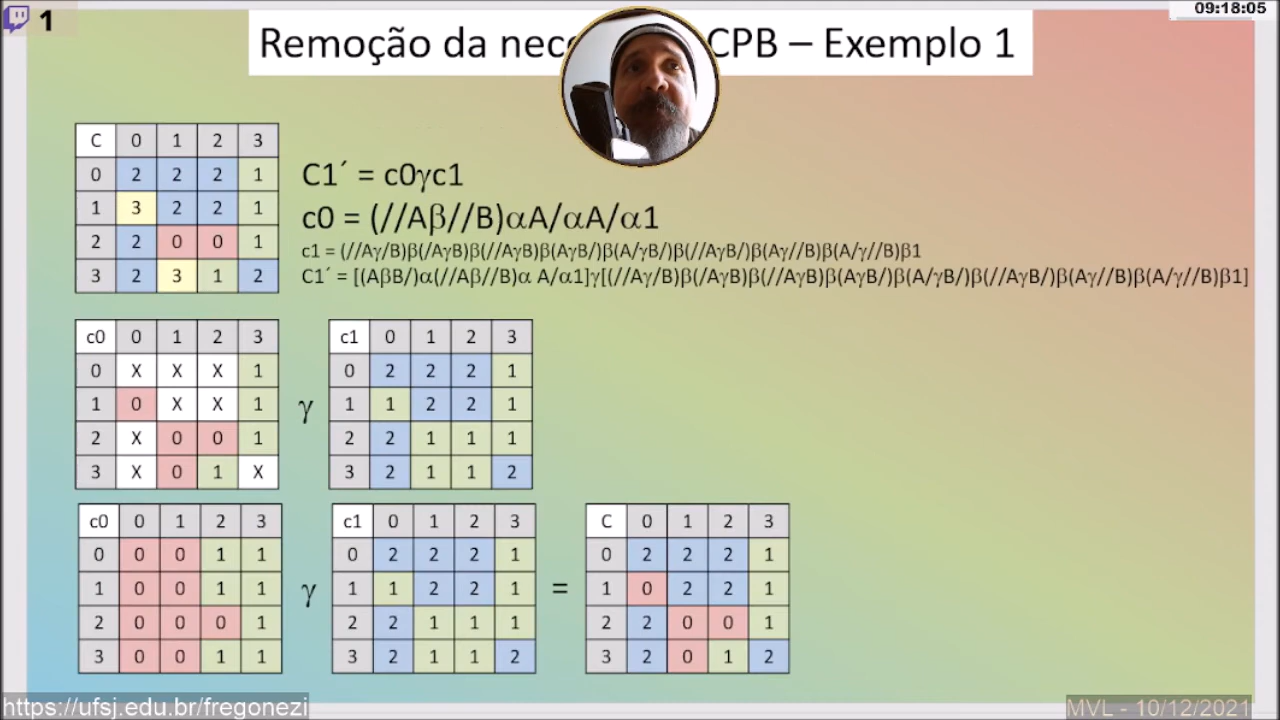 1
09:18:05
Remoção da CPB – Exemplo 1
C 0 1 2 3
0 2 2 2 1
1 3 2 2 1
2 2 0 0 1
3 2 3 1 2
C1´ = c0γc1
c0 = (//Aβ//B)αA/αA/α1
c1 = (//Aγ/B)β(/AγB)β(//AγB)β(AγB/)β(A/γB/)β(//AγB/)β(Aγ//B)β(A/γ//B)β1
C1´ = [(AβB/)α(//Aβ//B)α A/α1]γ[(//Aγ/B)β(/AγB)β(//AγB)β(AγB/)β(A/γB/)β(//AγB/)β(Aγ//B)β(A/γ//B)β1]
c0 0 1 2 3
0 X X X 1
1 0 X X 1
2 X 0 0 1
3 X 0 1 X
γ
c1 0 1 2 3
0 2 2 2 1
1 1 2 2 1
2 2 1 1 1
3 2 1 1 2
c0 0 1 2 3
0 0 0 1 1
1 0 0 1 1
2 0 0 0 1
3 0 0 1 1
γ
c1 0 1 2 3
0 2 2 2 1
1 1 2 2 1
2 2 1 1 1
3 2 1 1 2
=
C 0 1 2 3
0 2 2 2 1
1 0 2 2 1
2 2 0 0 1
3 2 0 1 2
https://ufsj.edu.br/fregonezi
MVL - 10/12/2021